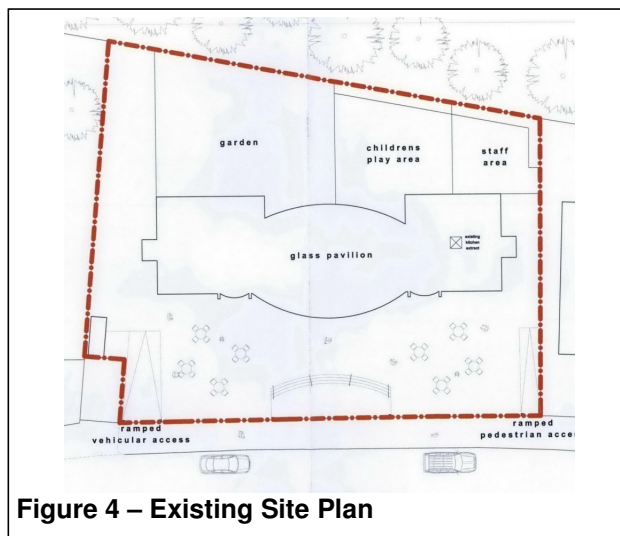 garden
childrens
play area
staff
area
glass pavilion
existing
kitchen
extract
ramped
vehicular access
ramped
pedestrian acce
Figure 4 – Existing Site Plan